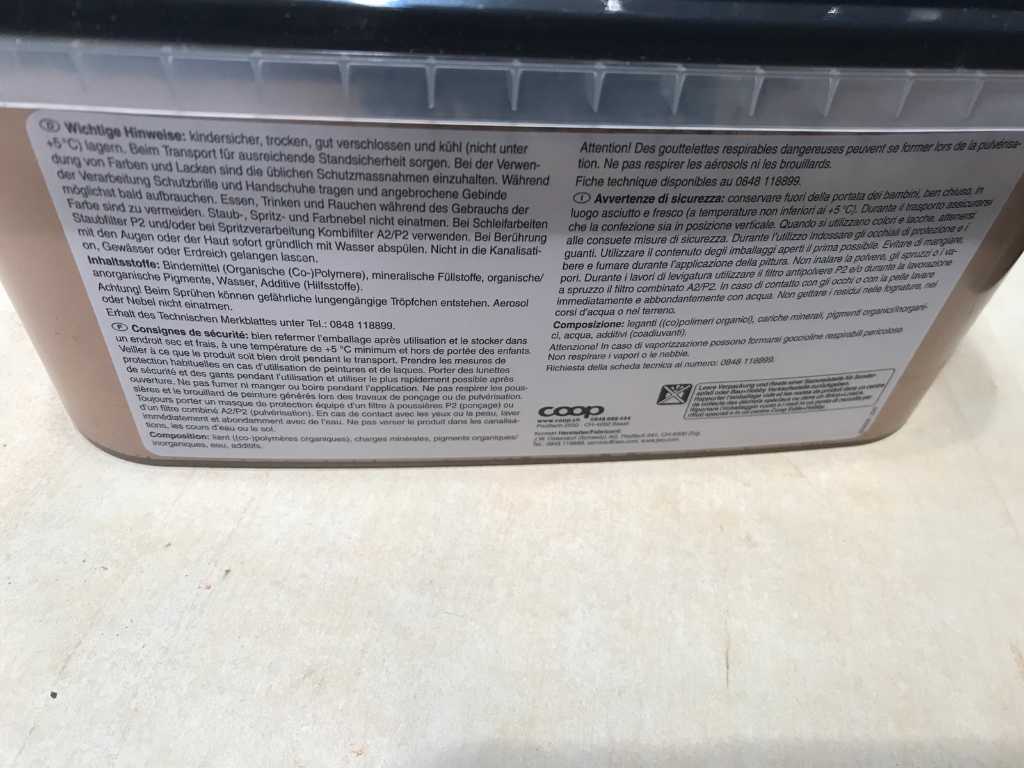 D Wichtige Hinweise: kindersicher, trocken, gut verschlossen und kühl (nicht unter
+5°C) lagern. Beim Transport für ausreichende Standsicherheit sorgen. Bei der Verwen-
dung von Farben und Lacken sind die üblichen Schutzmassnahmen einzuhalten. Während
der Verarbeitung Schutzbrille und Handschuhe tragen und angebrochene Gebinde
möglichst bald aufbrauchen. Essen, Trinken und Rauchen während des Gebrauchs der
Farbe sind zu vermeiden. Staub-, Spritz- und Farbnebel nicht einatmen. Bei Schleifarbeiten
Staubfilter P2 und/oder bei Spritzverarbeitung Kombifilter A2/P2 verwenden. Bei Berührung
mit den Augen oder der Haut sofort gründlich mit Wasser abspülen. Nicht in die Kanalisati-
on, Gewässer oder Erdreich gelangen lassen.
Inhaltsstoffe: Bindemittel (Organische (Co-)Polymere), mineralische Füllstoffe, organische/
anorganische Pigmente, Wasser, Additive (Hilfsstoffe).
Achtung! Beim Sprühen können gefährliche lungengängige Tröpfchen entstehen. Aerosol
oder Nebel nicht einatmen.
Erhalt des Technischen Merkblattes unter Tel.: 0848 118899.
F Consignes de sécurité: bien refermer l'emballage après utilisation et le stocker dans
un endroit sec et frais, à une température de +5 °C minimum et hors de portée des enfants.
Veiller à ce que le produit soit bien droit pendant le transport. Prendre les mesures de
protection habituelles en cas d'utilisation de peintures et de laques. Porter des lunettes
de sécurité et des gants pendant l'utilisation et utiliser le plus rapidement possible après
ouverture. Ne pas fumer ni manger ou boire pendant l'application. Ne pas respirer les pous-
sières et le brouillard de peinture générés lors des travaux de ponçage ou de pulvérisation.
Toujours porter un masque de protection équipé d'un filtre à poussières P2 (ponçage) ou
d'un filtre combiné A2/P2 (pulvérisation). En cas de contact avec les yeux ou la peau, laver
immédiatement et abondamment avec de l'eau. Ne pas verser le produit dans les canalisa-
tions, les cours d'eau ou le sol.
Composition: liant ((co-)polymères organiques), charges minérales, pigments organiques/
inorganiques, eau, additifs.
Attention! Des gouttelettes respirables dangereuses peuvent se former lors de la pulvérisa-
tion. Ne pas respirer les aérosols ni les brouillards.
Fiche technique disponibles au 0848 118899.
I Avvertenze di sicurezza: conservare fuori della portata dei bambini, ben chiuso, in
luogo asciutto e fresco (a temperature non inferiori ai +5 °C). Durante il trasporto assicurarsi
che la confezione sia in posizione verticale. Quando si utilizzano colori e lacche, attenersi
alle consuete misure di sicurezza. Durante l'utilizzo indossare gli occhiali di protezione e i
guanti. Utilizzare il contenuto degli imballaggi aperti il prima possibile. Evitare di mangiare,
bere e fumare durante l'applicazione della pittura. Non inalare la polvere, gli spruzzi o i va-
pori. Durante i lavori di levigatura utilizzare il filtro antipolvere P2 e/o durante la lavorazione
a spruzzo il filtro combinato A2/P2. In caso di contatto con gli occhi o con la pelle lavare
immediatamente e abbondantemente con acqua. Non gettare i residui nelle fognature, nei
corsi d'acqua o nel terreno.
Composizione: leganti ((co)polimeri organici), cariche minerali, pigmenti organici/inorgani-
ci, acqua, additivi (coadiuvanti).
Attenzione! In caso di vaporizzazione possono formarsi goccioline respirabili pericolose.
Non respirare i vapori o le nebbie.
Richiesta della scheda tecnica al numero: 0848 118899.
coop
www.coop.ch 0848 888 444
Postfach 2550 · CH-4002 Basel
Hersteller/Fabricant: